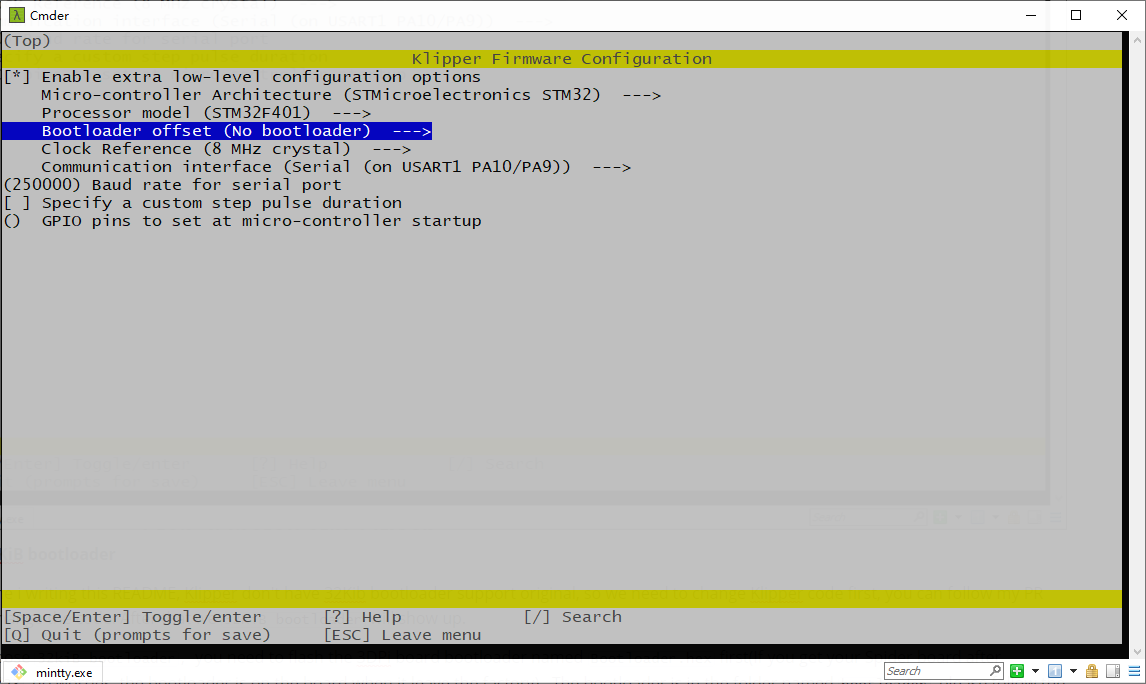 Cmder
(Top)
Klipper Firmware Configuration
[*] Enable extra low-level configuration options
Micro-controller Architecture (STMicroelectronics STM32)  --->
Processor model (STM32F401)  --->
Bootloader offset (No bootloader)  --->
Clock Reference (8 MHz crystal)  --->
Communication interface (Serial (on USART1 PA10/PA9))  --->
(250000) Baud rate for serial port
[ ] Specify a custom step pulse duration
()  GPIO pins to set at micro-controller startup
[Space/Enter] Toggle/enter      [?] Help            [/] Search
[Q] Quit (prompts for save)     [ESC] Leave menu
mintty.exe
Search